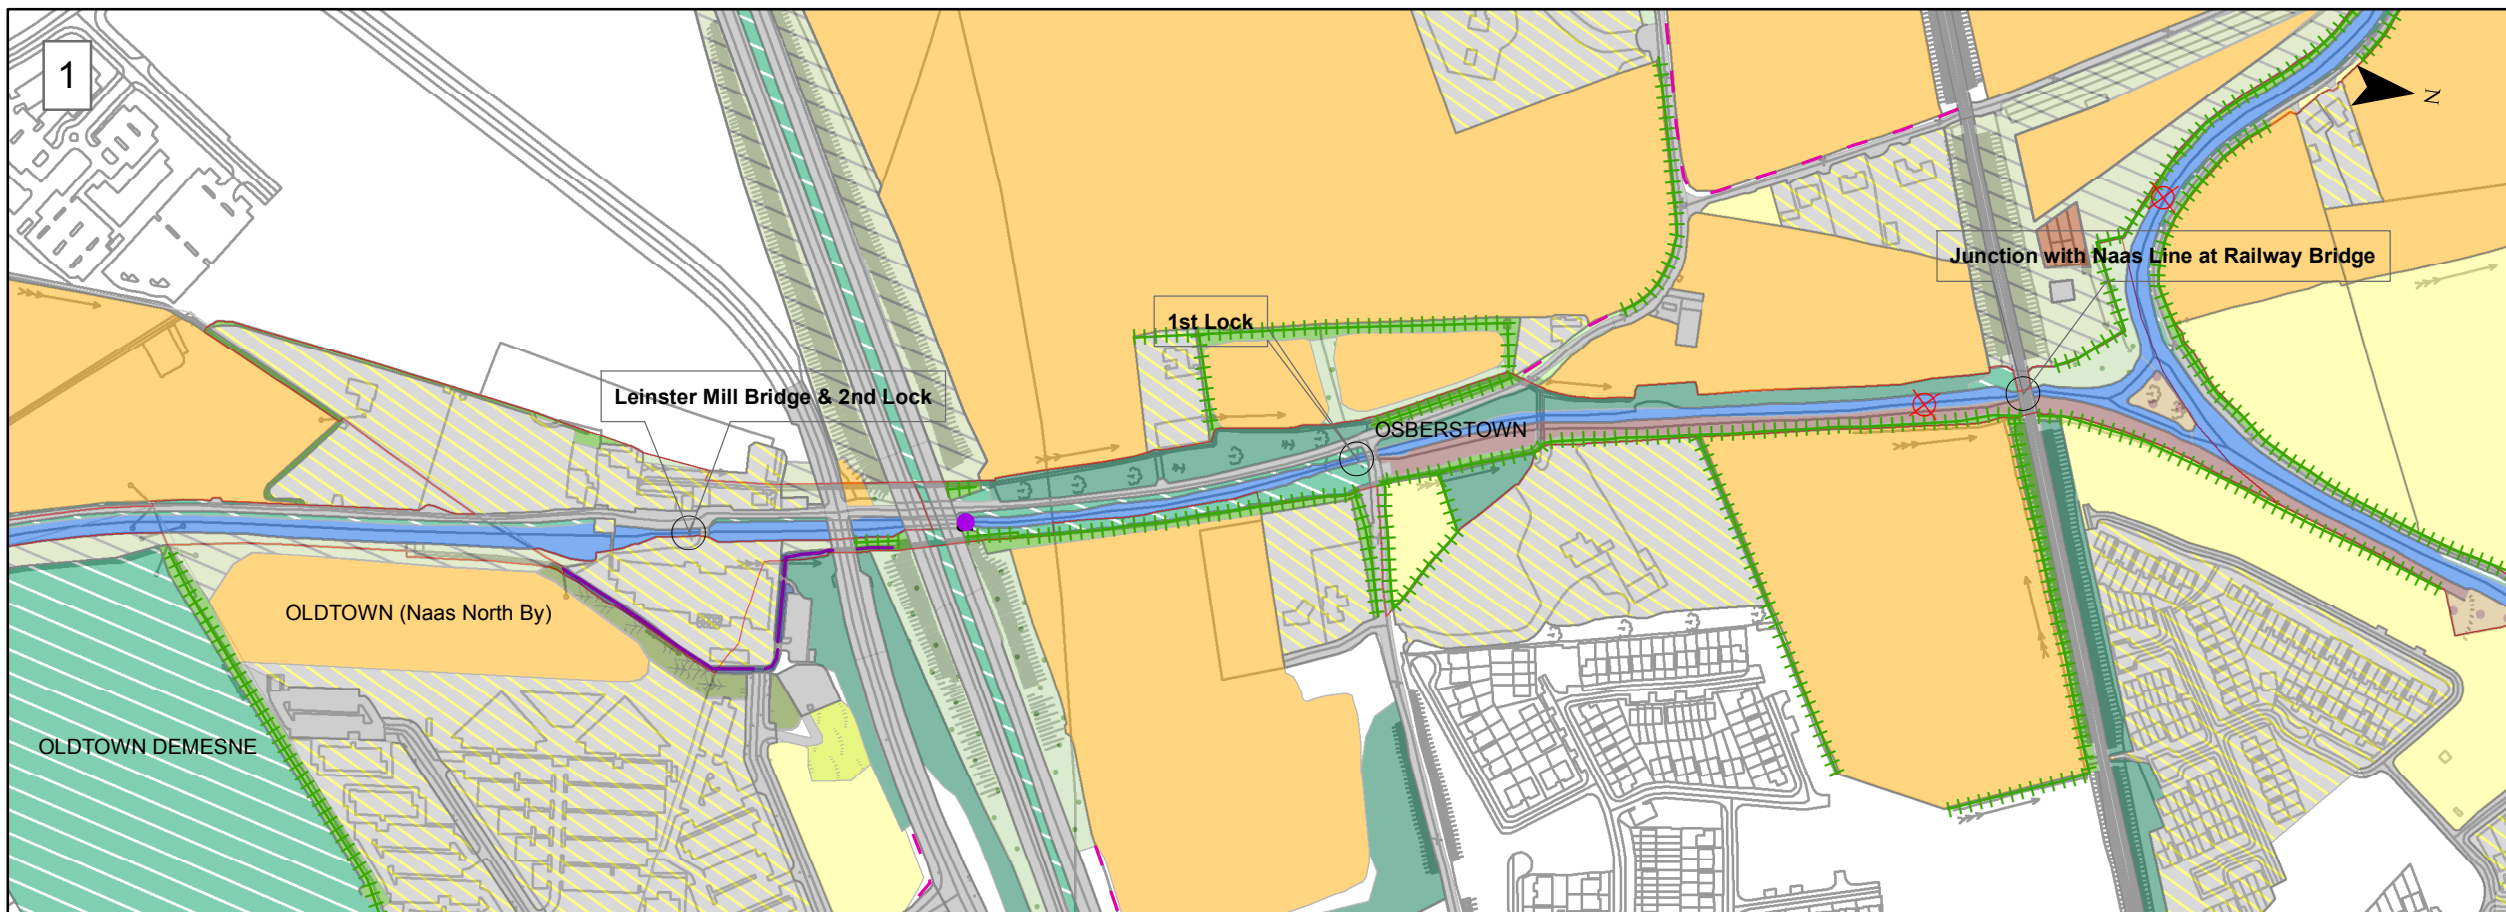 1
N
Junction with Naas Line at Railway Bridge
1st Lock
Leinster Mill Bridge & 2nd Lock
OSBERSTOWN
OLDTOWN (Naas North By)
OLDTOWN DEMESNE